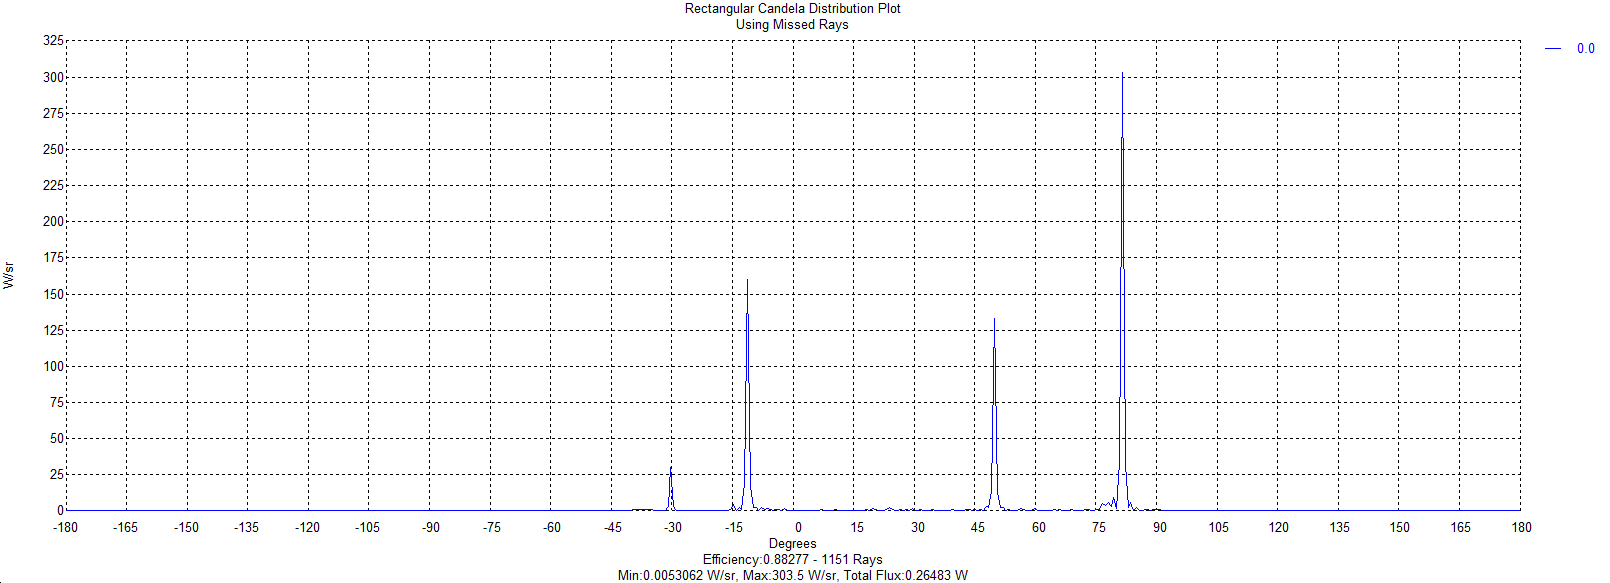 Rectangular Candela Distribution Plot
Using Missed Rays
325
300
275
250
225
200
175
150
125
100
75
50
25
0
W/sr
0.0
-180 -165 -150 -135 -120 -105 -90 -75 -60 -45 -30 -15 0 15 30 45 60 75 90 105 120 135 150 165 180
Degrees
Efficiency:0.88277 - 1151 Rays
Min:0.0053062 W/sr, Max:303.5 W/sr, Total Flux:0.26483 W